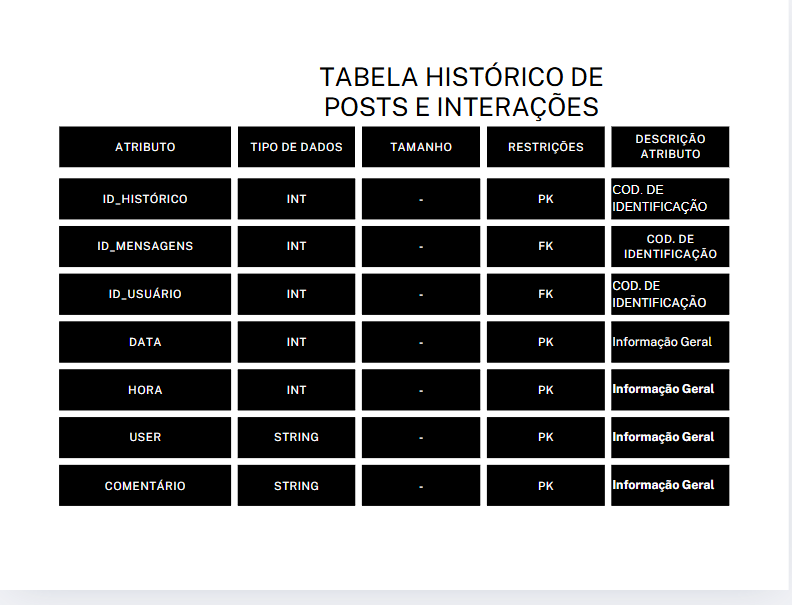 TABELA HISTÓRICO DE
POSTS E INTERAÇÕES
ATRIBUTO TIPO DE DADOS TAMANHO RESTRIÇÕES DESCRIÇÃO ATRIBUTO
ID_HISTÓRICO INT - PK COD. DE IDENTIFICAÇÃO
ID_MENSAGENS INT - FK COD. DE IDENTIFICAÇÃO
ID_USUÁRIO INT - FK COD. DE IDENTIFICAÇÃO
DATA INT - PK Informação Geral
HORA INT - PK Informação Geral
USER STRING - PK Informação Geral
COMENTÁRIO STRING - PK Informação Geral